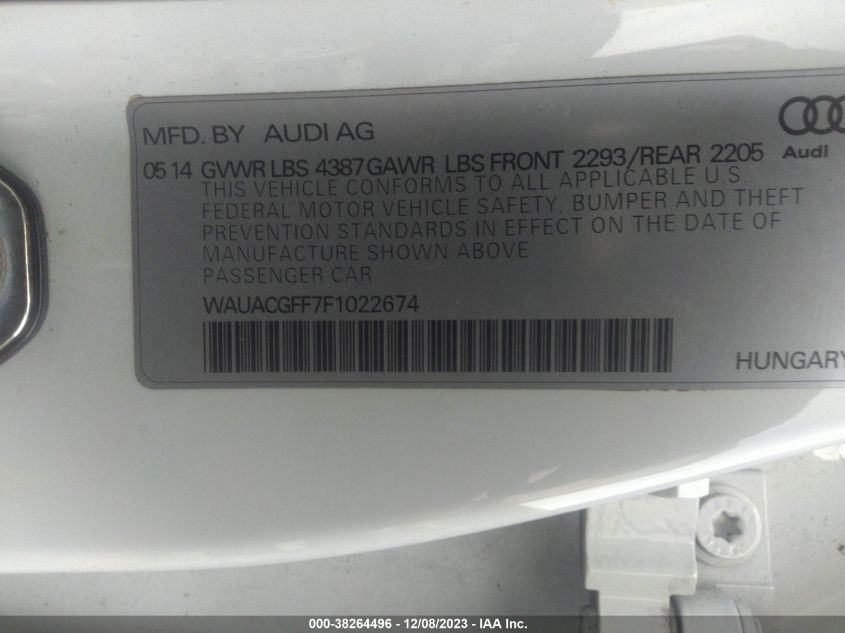 MFD. BY AUDI AG
05 14 GVWR LBS 4387 GAWR LBS FRONT 2293/REAR 2205
Audi
THIS VEHICLE CONFORMS TO ALL APPLICABLE U.S.
FEDERAL MOTOR VEHICLE SAFETY, BUMPER AND THEFT
PREVENTION STANDARDS IN EFFECT ON THE DATE OF
MANUFACTURE SHOWN ABOVE
PASSENGER CAR
WAUACGFF7F1022674
HUNGARY
000-38264496 - 12/08/2023 - IAA Inc.